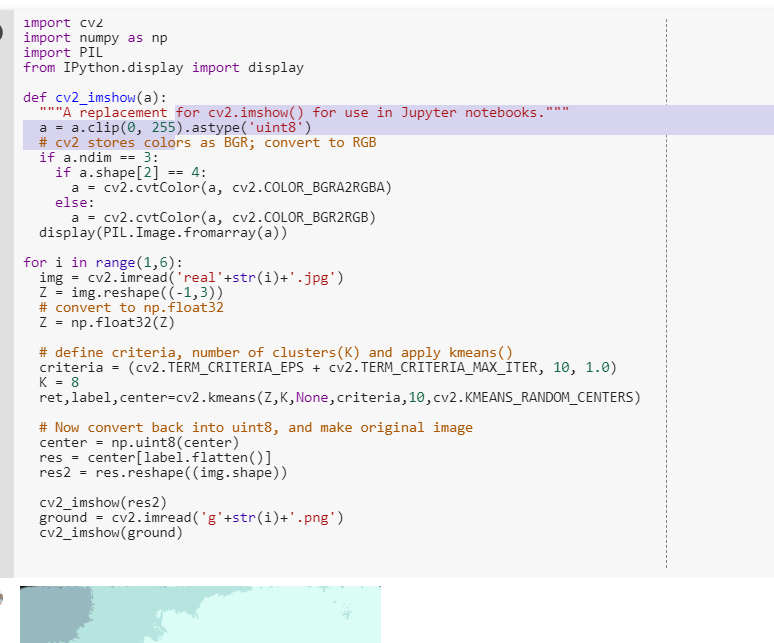 import cv2
import numpy as np
import PIL
from IPython.display import display
def cv2_imshow(a):
"""A replacement for cv2.imshow() for use in Jupyter notebooks."""
a = a.clip(0, 255).astype('uint8')
# cv2 stores colors as BGR; convert to RGB
if a.ndim == 3:
if a.shape[2] == 4:
a = cv2.cvtColor(a, cv2.COLOR_BGRA2RGBA)
else:
a = cv2.cvtColor(a, cv2.COLOR_BGR2RGB)
display(PIL.Image.fromarray(a))
for i in range(1,6):
img = cv2.imread('real'+str(i)+'.jpg')
Z = img.reshape((-1,3))
# convert to np.float32
Z = np.float32(Z)
# define criteria, number of clusters(K) and apply kmeans()
criteria = (cv2.TERM_CRITERIA_EPS + cv2.TERM_CRITERIA_MAX_ITER, 10, 1.0)
K = 8
ret,label,center=cv2.kmeans(Z,K,None,criteria,10,cv2.KMEANS_RANDOM_CENTERS)
# Now convert back into uint8, and make original image
center = np.uint8(center)
res = center[label.flatten()]
res2 = res.reshape((img.shape))
cv2_imshow(res2)
ground = cv2.imread('g'+str(i)+'.png')
cv2_imshow(ground)